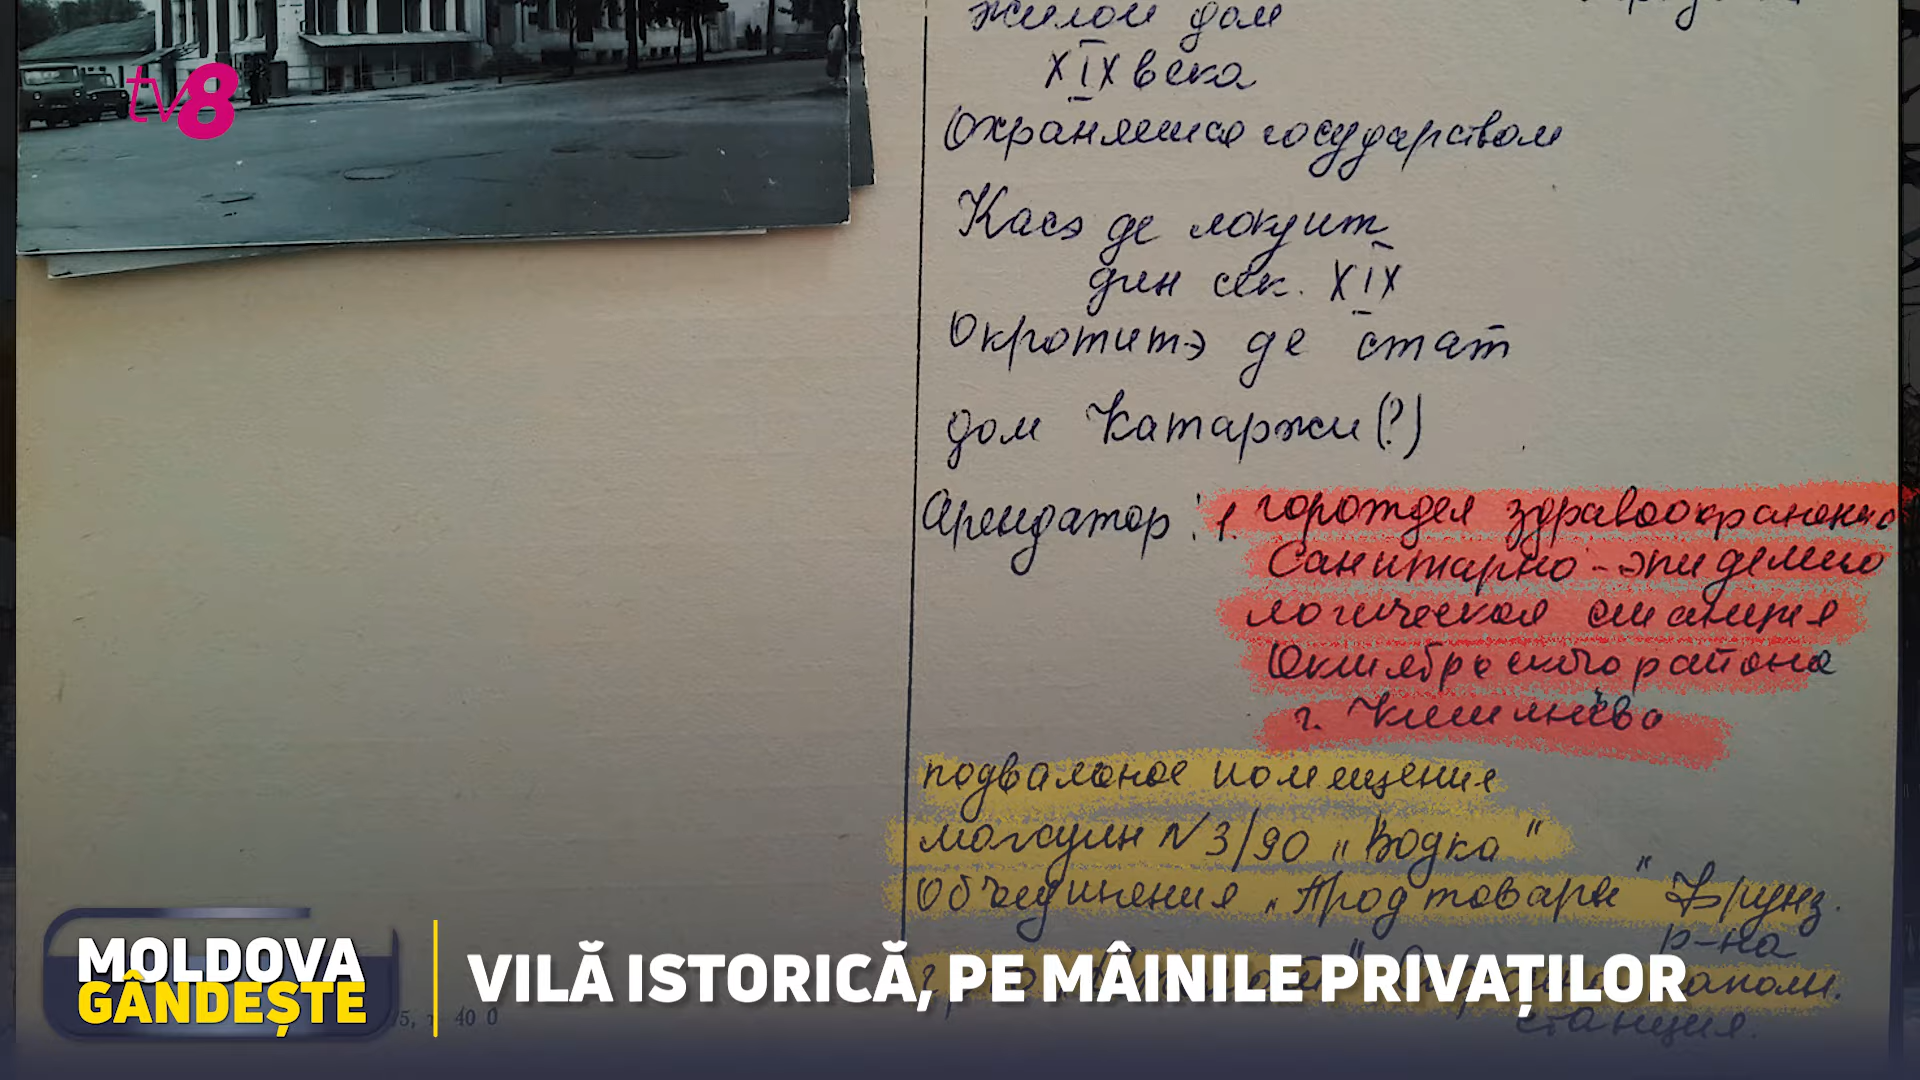 tv8
жилой дом
XIX века
Охраняется государством
Касэ де локуит
дин сек. XIX
Окротитэ де стат
дом Катаржи (?)
Арендатор: 1. горотдел здравоохранения
Санитарно-эпидемио
логическая станция
Октябрьского района
г. Кишинёва
подвальное помещение
магазин N 3/90 "Водка"
Объединения "Продтовары" Фрунз.
р-на
станция.
MOLDOVA
GÂNDEȘTE
VILĂ ISTORICĂ, PE MÂINILE PRIVAȚILOR